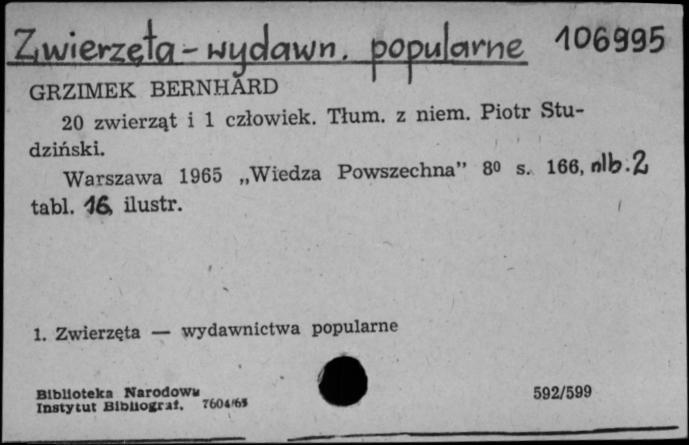 Zwierzęta - wydawn. popularne 106995
GRZIMEK BERNHARD
20 zwierząt i 1 człowiek. Tłum. z niem. Piotr Stu-
dziński.
Warszawa 1965 „Wiedza Powszechna” 8⁰ s. 166, nlb. 2
tabl. 16, ilustr.
1. Zwierzęta — wydawnictwa popularne
Biblioteka Narodowa
Instytut Bibliograf. 7604/65
592/599